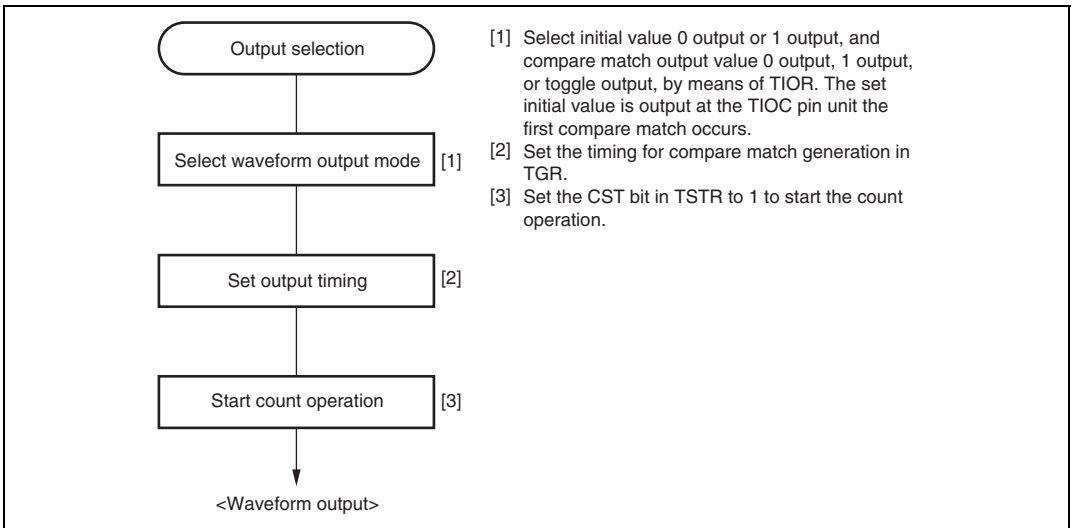 Output selection
Select waveform output mode [1]
Set output timing [2]
Start count operation [3]
<Waveform output>
[1] Select initial value 0 output or 1 output, and
compare match output value 0 output, 1 output,
or toggle output, by means of TIOR. The set
initial value is output at the TIOC pin unit the
first compare match occurs.
[2] Set the timing for compare match generation in
TGR.
[3] Set the CST bit in TSTR to 1 to start the count
operation.